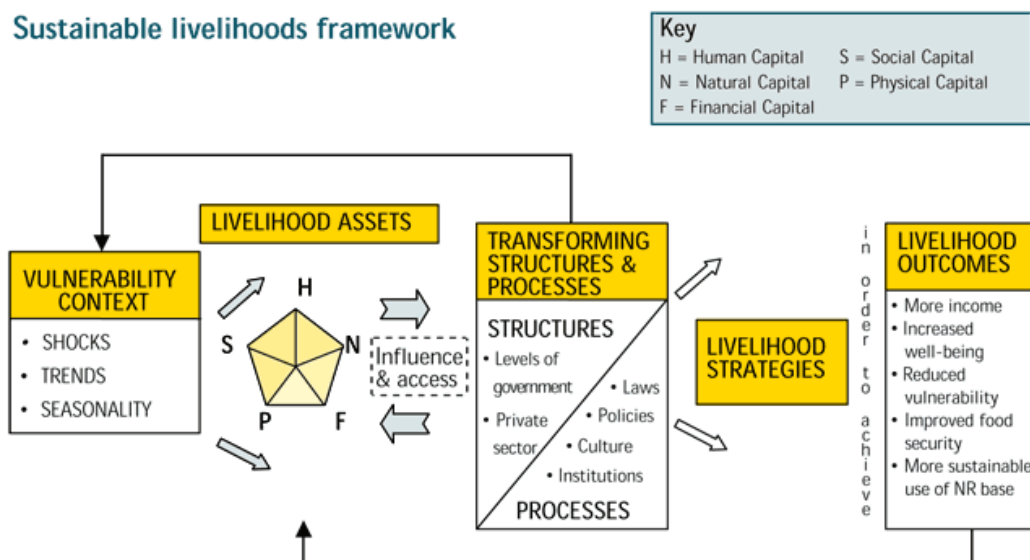 Sustainable livelihoods framework
Key
H = Human Capital
S = Social Capital
N = Natural Capital
P = Physical Capital
F = Financial Capital
LIVELIHOOD ASSETS
VULNERABILITY
CONTEXT
• SHOCKS
• TRENDS
• SEASONALITY
H
S
N
P
F
Influence
& access
TRANSFORMING
STRUCTURES &
PROCESSES
STRUCTURES
• Levels of
government
• Private
sector
• Laws
• Policies
• Culture
• Institutions
PROCESSES
LIVELIHOOD
STRATEGIES
in order to achieve
LIVELIHOOD
OUTCOMES
• More income
• Increased
well-being
• Reduced
vulnerability
• Improved food
security
• More sustainable
use of NR base